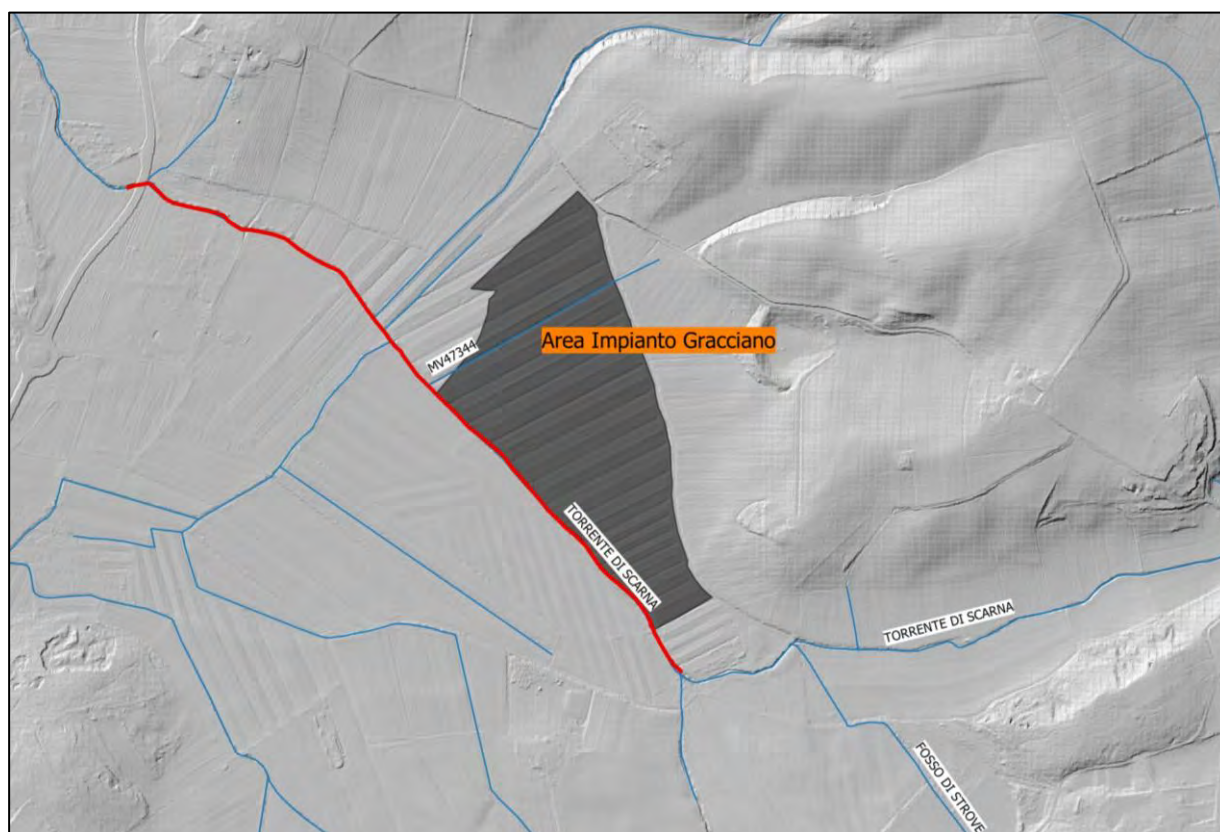 Area Impianto Gracciano
MV47344
TORRENTE DI SCARNA
TORRENTE DI SCARNA
FOSSO DI STROVE